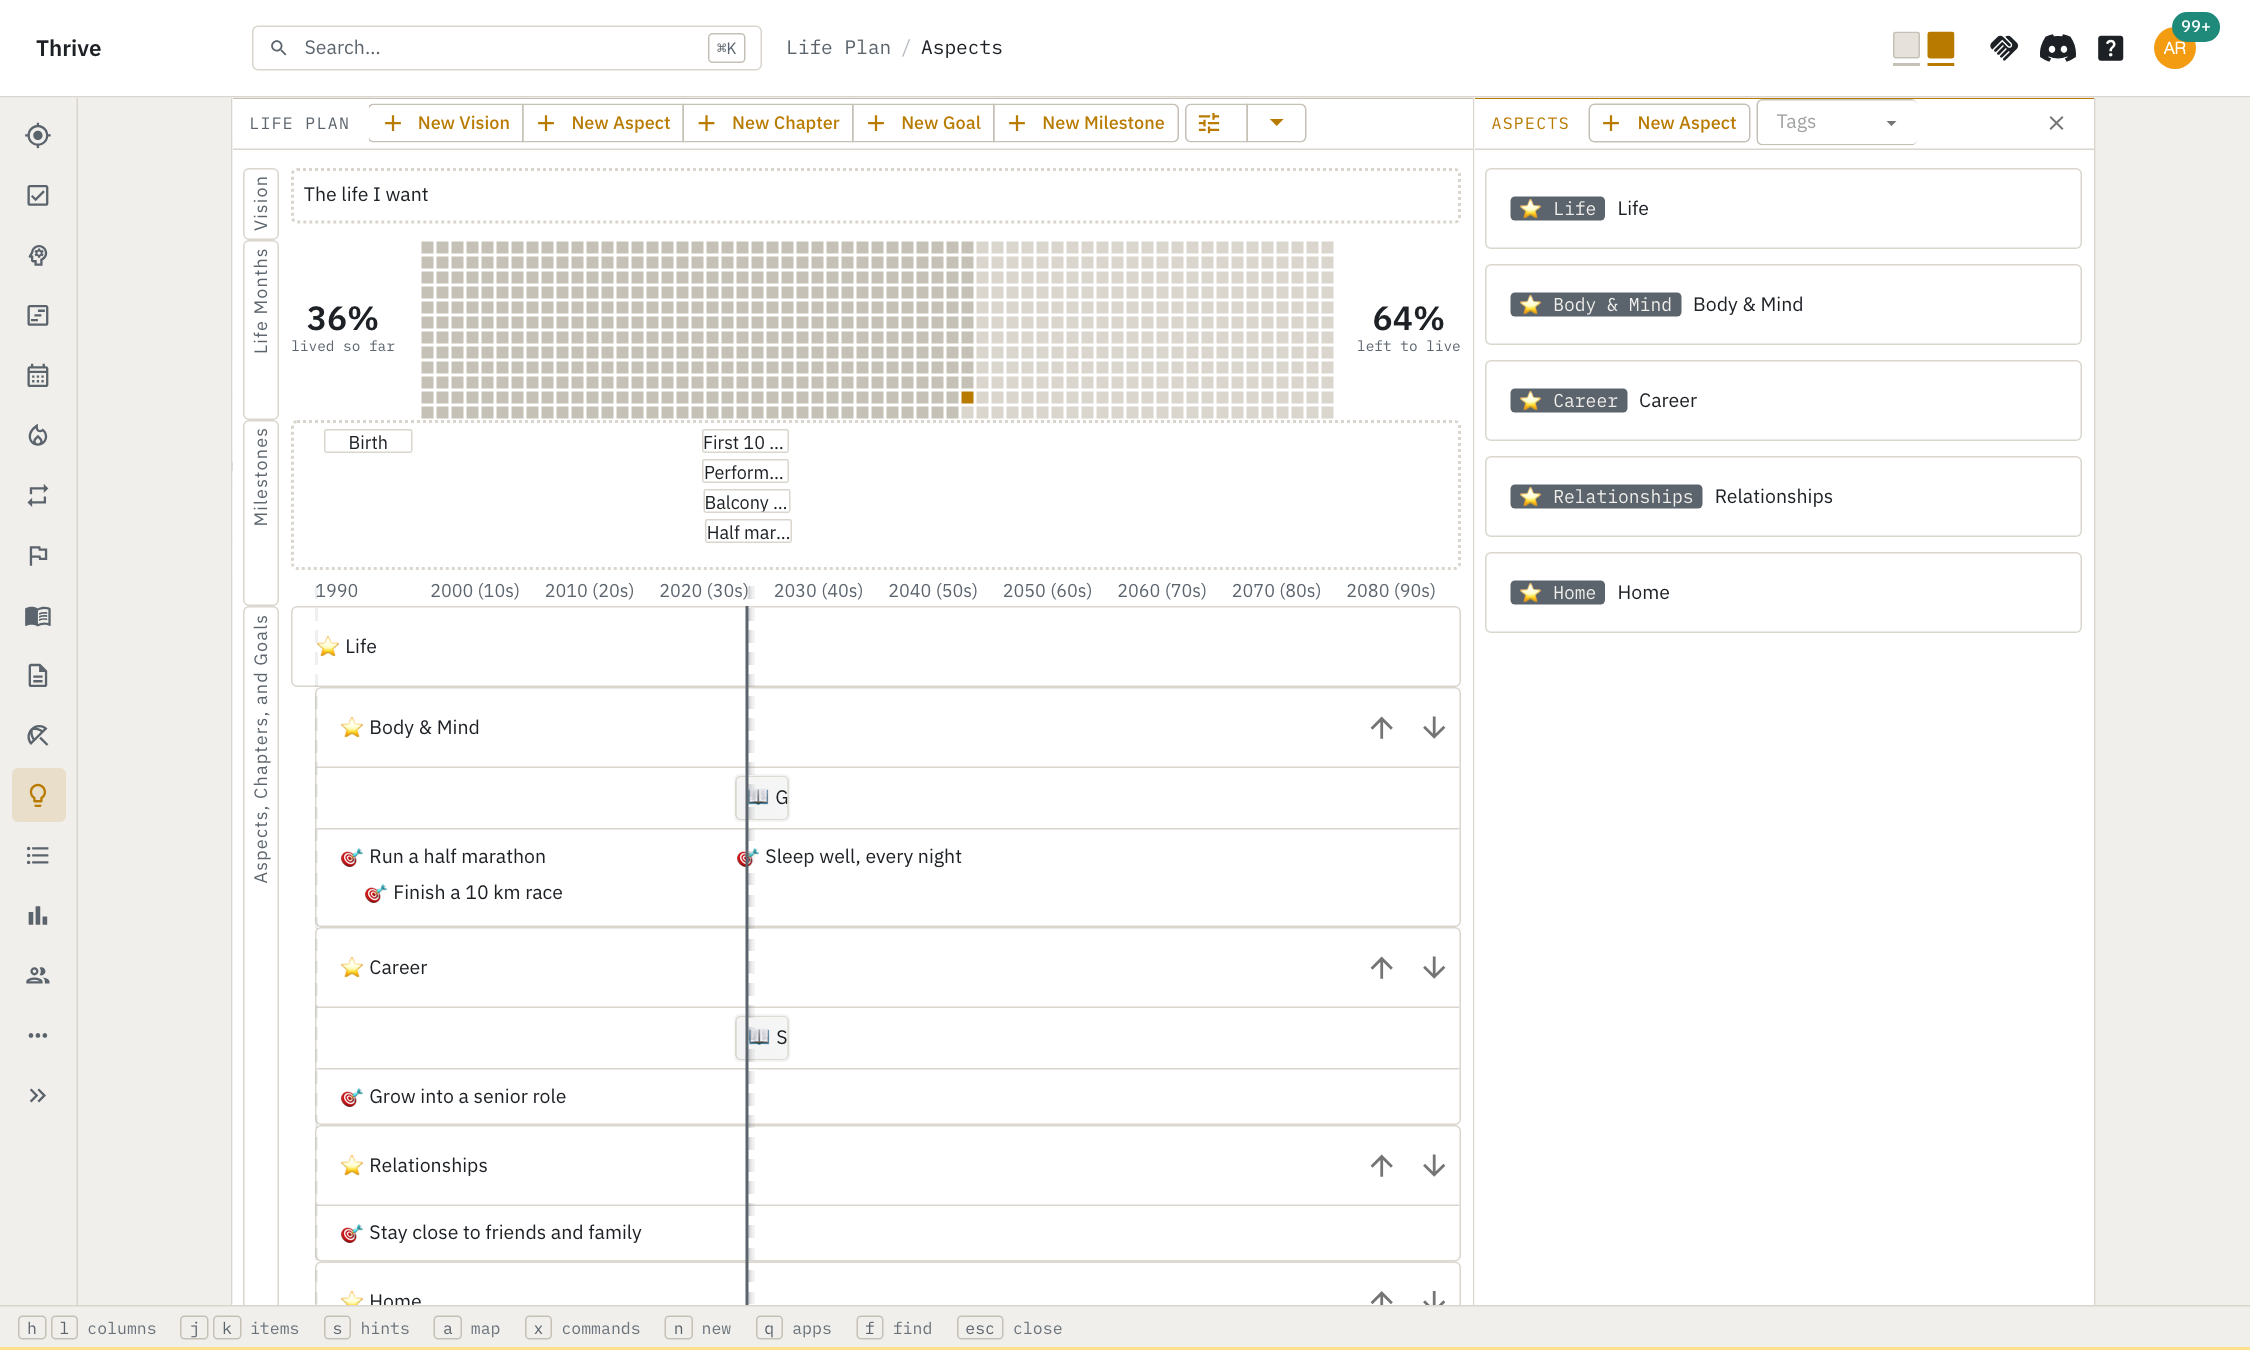 Thrive
Search...
⌘K
Life Plan / Aspects
99+
AR
LIFE PLAN
+ New Vision
+ New Aspect
+ New Chapter
+ New Goal
+ New Milestone
ASPECTS
+ New Aspect
Tags
Vision
The life I want
Life Months
36%
lived so far
64%
left to live
Milestones
Birth
First 10 ...
Perform...
Balcony ...
Half mar...
1990
2000 (10s)
2010 (20s)
2020 (30s)
2030 (40s)
2040 (50s)
2050 (60s)
2060 (70s)
2070 (80s)
2080 (90s)
Aspects, Chapters, and Goals
Life
Body & Mind
G
Run a half marathon
Sleep well, every night
Finish a 10 km race
Career
S
Grow into a senior role
Relationships
Stay close to friends and family
Home
Life Life
Body & Mind Body & Mind
Career Career
Relationships Relationships
Home Home
h l columns
j k items
s hints
a map
x commands
n new
q apps
f find
esc close